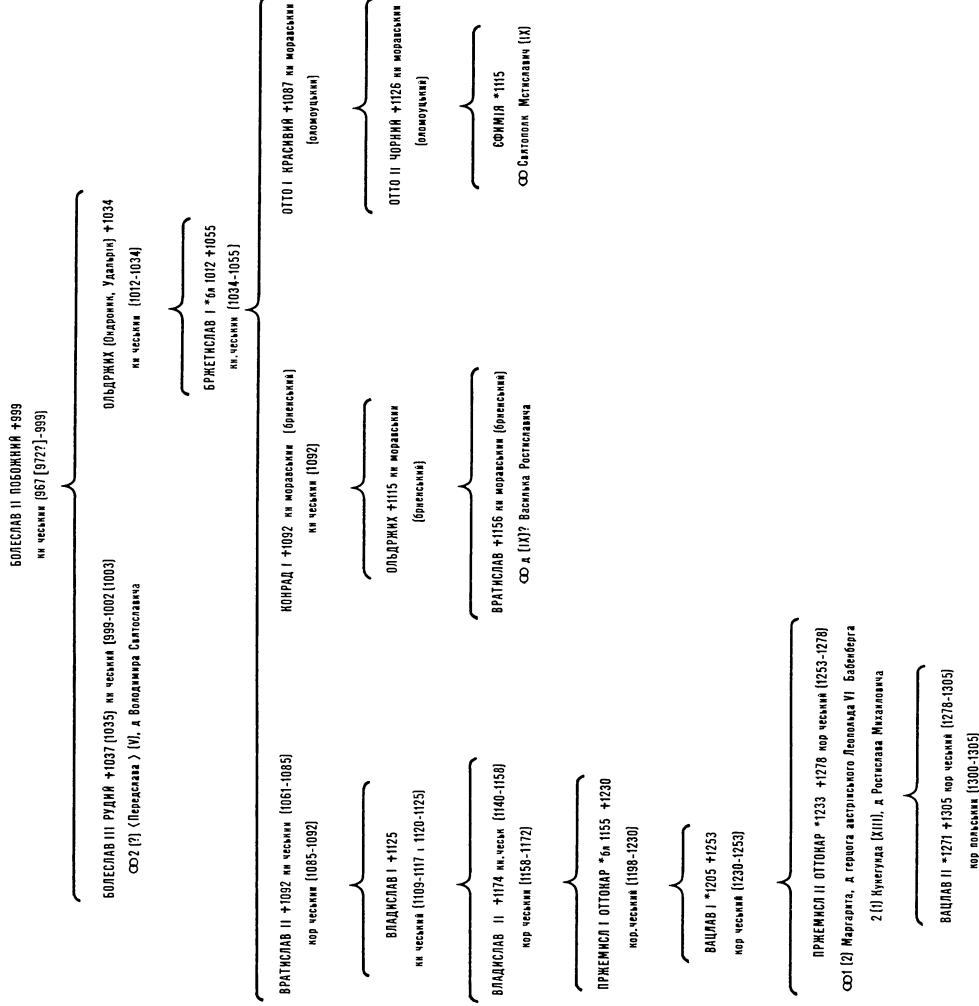 БОЛЕСЛАВ II ПОБОЖНИЙ +999
кн чеський (967 [972?]-999)
БОЛЕСЛАВ III РУДИЙ +1037 (1035) кн чеський (999-1002 (1003)
∞2 (?) 〈Передслава〉 (V), д Володимира Святославича
ОЛЬДРЖИХ (Ондроник, Удальрік) +1034
кн чеський (1012-1034)
БРЖЕТИСЛАВ I *бл 1012 +1055
кн.чеський (1034-1055)
ВРАТИСЛАВ II +1092 кн чеський (1061-1085)
кор чеський (1085-1092)
КОНРАД I +1092 кн моравський (брненський)
кн чеський (1092)
ОТТО I КРАСИВИЙ +1087 кн моравський
(оломоуцький)
ВЛАДИСЛАВ I +1125
кн чеський (1109-1117 і 1120-1125)
ОЛЬДРЖИХ +1115 кн моравський
(брненський)
ОТТО II ЧОРНИЙ +1126 кн моравський
(оломоуцький)
ВЛАДИСЛАВ II +1174 кн.чеськ (1140-1158)
кор чеський (1158-1172)
ВРАТИСЛАВ +1156 кн моравський (брненський)
∞ д (IX)? Василька Ростиславича
ЄФИМІЯ *1115
∞ Святополк Мстиславич (IX)
ПРЖЕМИСЛ I ОТТОКАР *бл 1155 +1230
кор.чеський (1198-1230)
ВАЦЛАВ I *1205 +1253
кор чеський (1230-1253)
ПРЖЕМИСЛ II ОТТОКАР *1233 +1278 кор чеський (1253-1278)
∞1 (2) Маргарита, д герцога австрійського Леопольда VI Бабенберга
2 (1) Кунегунда (XIII), д Ростислава Михайловича
ВАЦЛАВ II *1271 +1305 кор чеський (1278-1305)
кор польський (1300-1305)